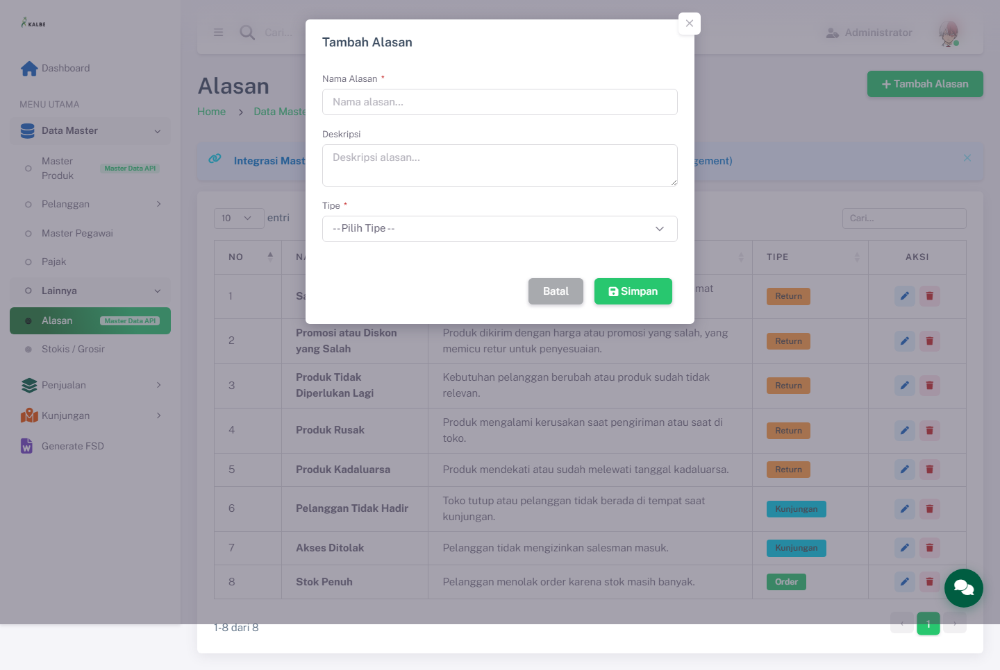 KALBE
Dashboard
MENU UTAMA
Data Master
Master Produk
Master Data API
Pelanggan
Master Pegawai
Pajak
Lainnya
Alasan
Master Data API
Stokis / Grosir
Penjualan
Kunjungan
Generate FSD
Cari...
Administrator
Alasan
Home
Data Maste
+ Tambah Alasan
Integrasi Mast
gement)
10 entri
Cari...
NO
NA
TIPE
AKSI
1
Sa
mat
Return
2
Promosi atau Diskon yang Salah
Produk dikirim dengan harga atau promosi yang salah, yang
memicu retur untuk penyesuaian.
Return
3
Produk Tidak Diperlukan Lagi
Kebutuhan pelanggan berubah atau produk sudah tidak
relevan.
Return
4
Produk Rusak
Produk mengalami kerusakan saat pengiriman atau saat di
toko.
Return
5
Produk Kadaluarsa
Produk mendekati atau sudah melewati tanggal kadaluarsa.
Return
6
Pelanggan Tidak Hadir
Toko tutup atau pelanggan tidak berada di tempat saat
kunjungan.
Kunjungan
7
Akses Ditolak
Pelanggan tidak mengizinkan salesman masuk.
Kunjungan
8
Stok Penuh
Pelanggan menolak order karena stok masih banyak.
Order
1-8 dari 8
‹ 1 ›
Tambah Alasan
Nama Alasan *
Nama alasan...
Deskripsi
Deskripsi alasan...
Tipe *
-- Pilih Tipe --
Batal
Simpan